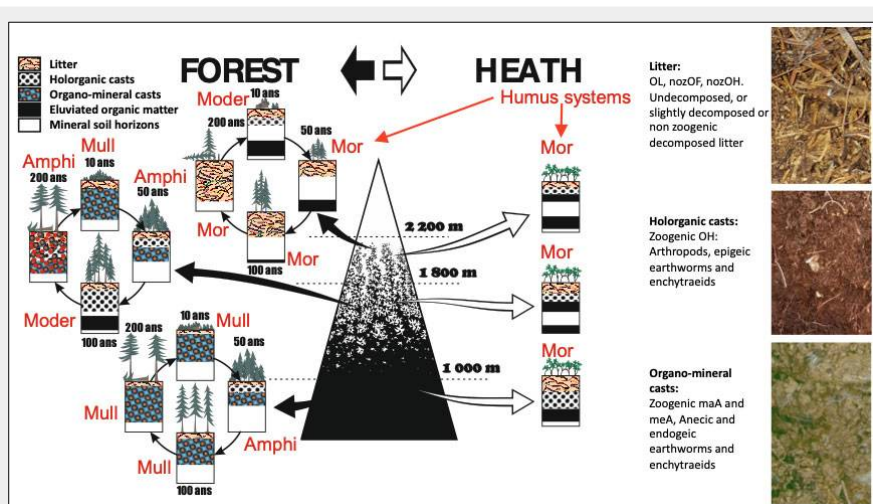 FOREST
HEATH
Litter
Holorganic casts
Organo-mineral casts
Eluviated organic matter
Mineral soil horizons
Humus systems
Moder
10 ans
200 ans
50 ans
Mor
Mor
100 ans
Mor
Mull
10 ans
Amphi
200 ans
Amphi
50 ans
Moder
100 ans
10 ans
Mull
200 ans
50 ans
Mull
Amphi
Mull
100 ans
2 200 m
1 800 m
1 000 m
Mor
Mor
Mor
Litter:
OL, nozOF, nozOH.
Undecomposed, or
slightly decomposed or
non zoogenic
decomposed litter
Holorganic casts:
Zoogenic OH:
Arthropods, epigeic
earthworms and
enchytraeids
Organo-mineral
casts:
Zoogenic maA and
meA, Anecic and
endogeic
earthworms and
enchytraeids